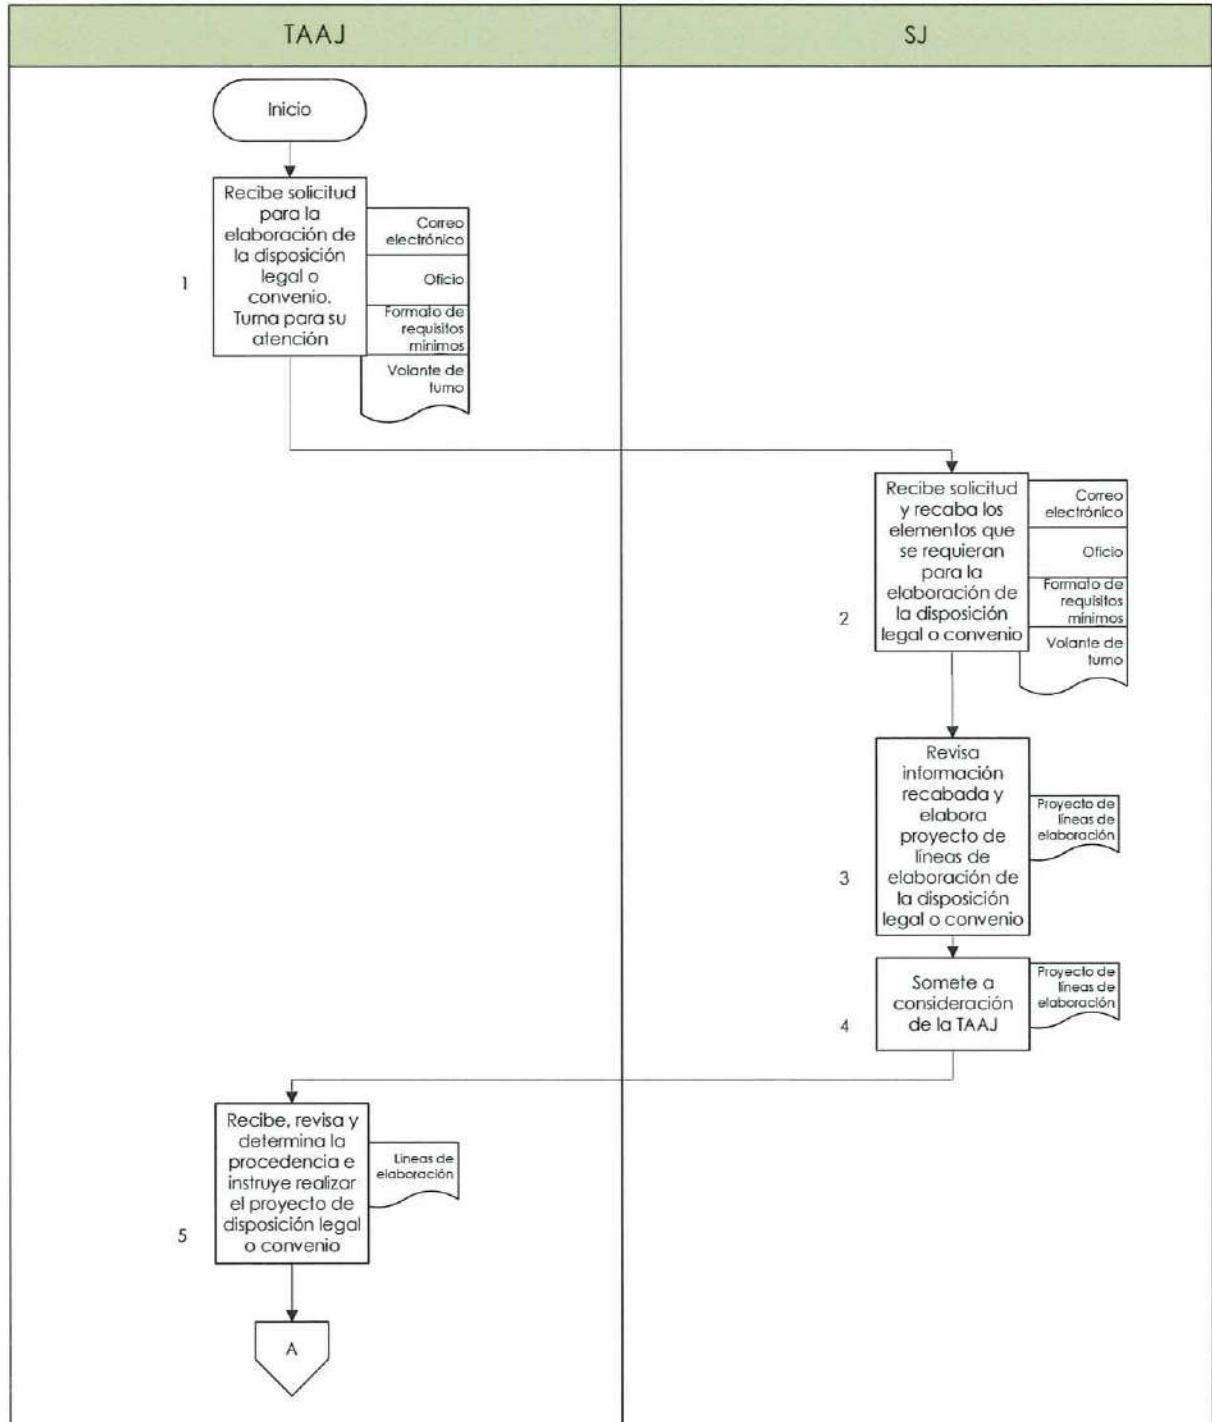 TAAJ
SJ
Inicio
1
Recibe solicitud
para la
elaboración de
la disposición
legal o
convenio.
Turna para su
atención
Correo
electrónico
Oficio
Formato de
requisitos
mínimos
Volante de
turno
2
Recibe solicitud
y recaba los
elementos que
se requieran
para la
elaboración de
la disposición
legal o convenio
Correo
electrónico
Oficio
Formato de
requisitos
mínimos
Volante de
turno
3
Revisa
información
recabada y
elabora
proyecto de
líneas de
elaboración de
la disposición
legal o convenio
Proyecto de
líneas de
elaboración
4
Somete a
consideración
de la TAAJ
Proyecto de
líneas de
elaboración
5
Recibe, revisa y
determina la
procedencia e
instruye realizar
el proyecto de
disposición legal
o convenio
Líneas de
elaboración
A